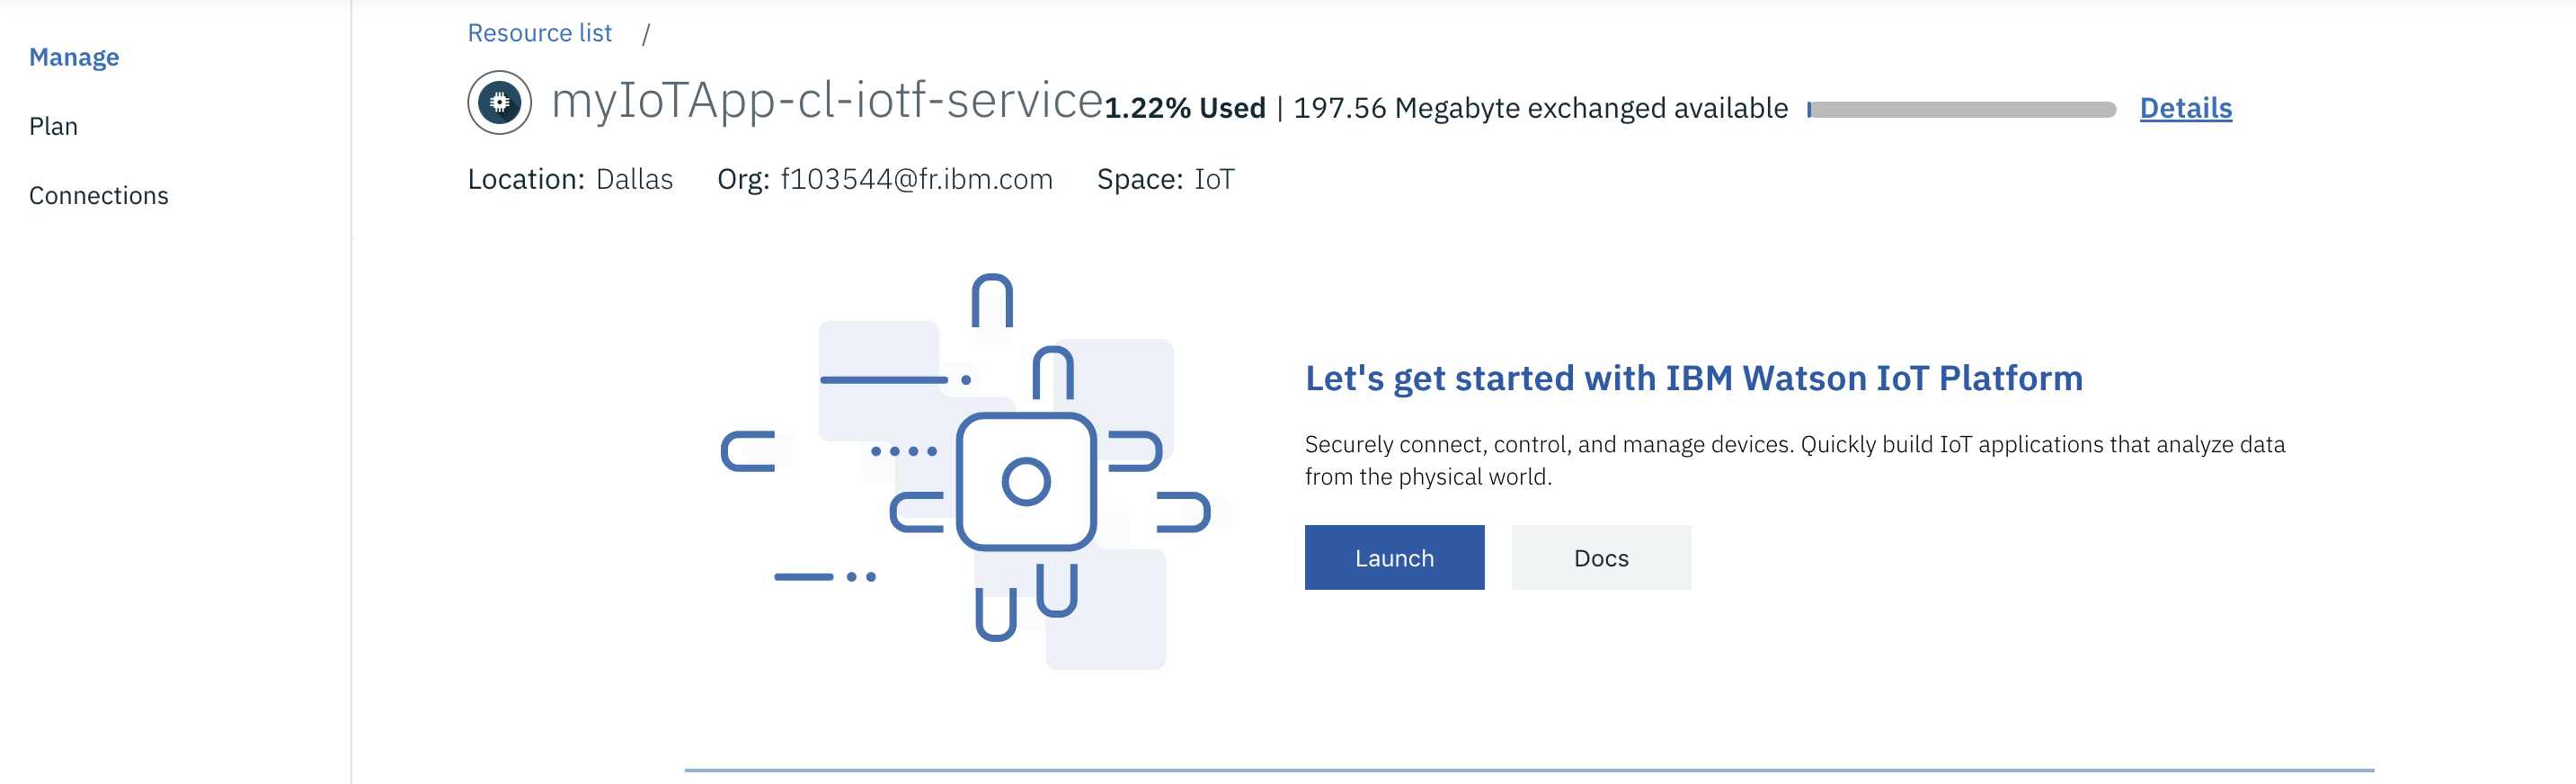 Manage
Plan
Connections
Resource list /
myIoTApp-cl-iotf-service 1.22% Used | 197.56 Megabyte exchanged available Details
Location: Dallas Org: f103544@fr.ibm.com Space: IoT
Let's get started with IBM Watson IoT Platform
Securely connect, control, and manage devices. Quickly build IoT applications that analyze data
from the physical world.
Launch Docs